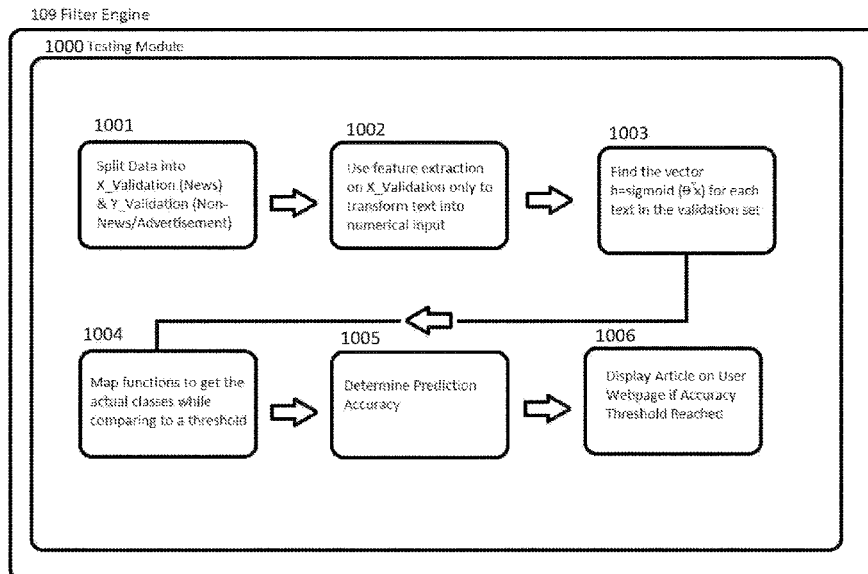 109 Filter Engine
1000 Testing Module
1001
Split Data into
X_Validation (News)
& Y_Validation (Non-
News/Advertisement)
1002
Use feature extraction
on X_Validation only to
transform text into
numerical input
1003
Find the vector
h=sigmoid (θᵀx) for each
text in the validation set
1004
Map functions to get the
actual classes while
comparing to a threshold
1005
Determine Prediction
Accuracy
1006
Display Article on User
Webpage if Accuracy
Threshold Reached